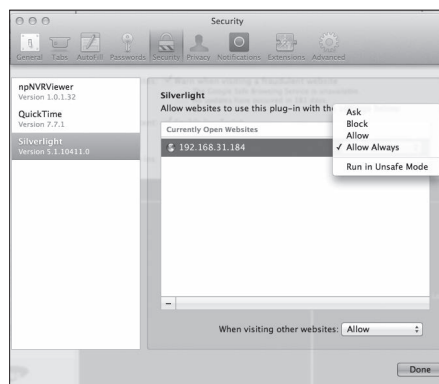 Security
General Tabs AutoFill Passwords Security Privacy Notifications Extensions Advanced
npNVRViewer
Version 1.0.1.32
QuickTime
Version 7.7.1
Silverlight
Version 5.1.10411.0
Silverlight
Allow websites to use this plug-in with the
Currently Open Websites
192.168.31.184
Ask
Block
Allow
✓ Allow Always
Run in Unsafe Mode
When visiting other websites: Allow
Done